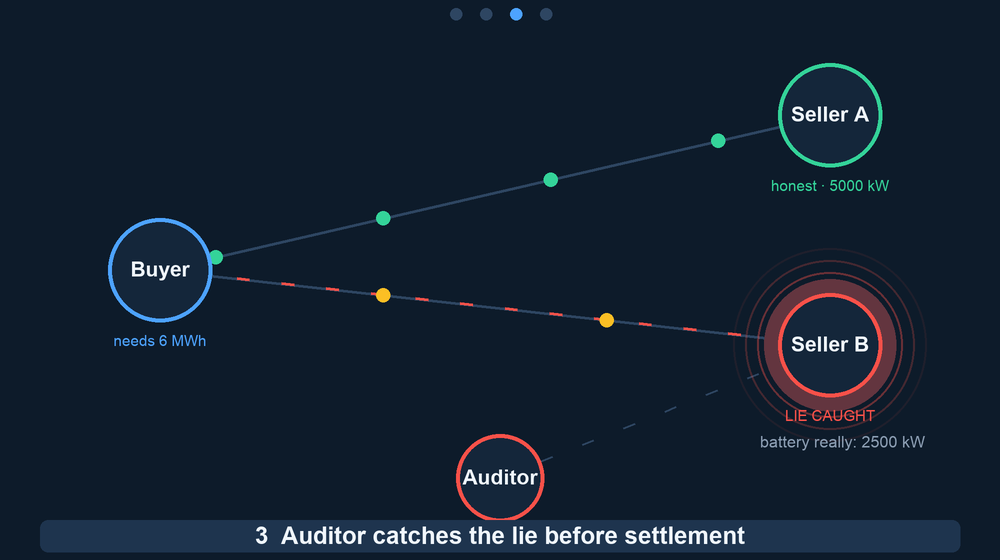 Seller A
honest · 5000 kW
Buyer
needs 6 MWh
Seller B
LIE CAUGHT
battery really: 2500 kW
Auditor
3 Auditor catches the lie before settlement